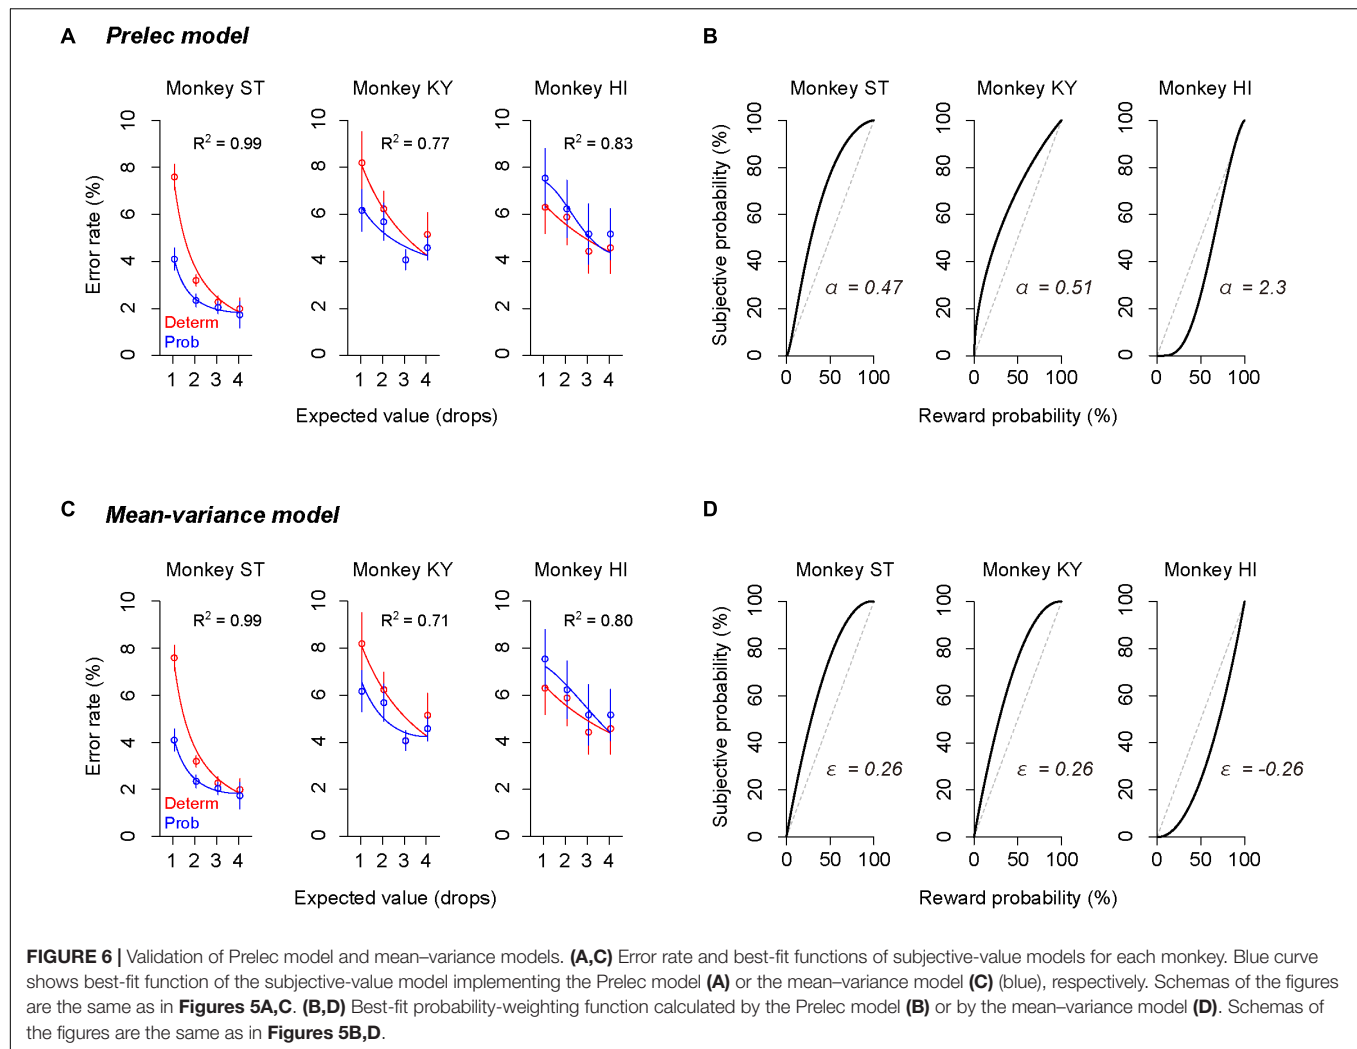 A Prelec model
B
Monkey ST Monkey KY Monkey HI
Monkey ST Monkey KY Monkey HI
Error rate (%)
0 2 4 6 8 10
R² = 0.99
Determ
Prob
1 2 3 4
0 2 4 6 8 10
R² = 0.77
1 2 3 4
0 2 4 6 8 10
R² = 0.83
1 2 3 4
Expected value (drops)
Subjective probability (%)
0 20 40 60 80 100
α = 0.47
0 50 100
0 20 40 60 80 100
α = 0.51
0 50 100
0 20 40 60 80 100
α = 2.3
0 50 100
Reward probability (%)
C Mean-variance model
D
Monkey ST Monkey KY Monkey HI
Monkey ST Monkey KY Monkey HI
Error rate (%)
0 2 4 6 8 10
R² = 0.99
Determ
Prob
1 2 3 4
0 2 4 6 8 10
R² = 0.71
1 2 3 4
0 2 4 6 8 10
R² = 0.80
1 2 3 4
Expected value (drops)
Subjective probability (%)
0 20 40 60 80 100
ε = 0.26
0 50 100
0 20 40 60 80 100
ε = 0.26
0 50 100
0 20 40 60 80 100
ε = -0.26
0 50 100
Reward probability (%)
FIGURE 6 | Validation of Prelec model and mean–variance models. (A,C) Error rate and best-fit functions of subjective-value models for each monkey. Blue curve
shows best-fit function of the subjective-value model implementing the Prelec model (A) or the mean–variance model (C) (blue), respectively. Schemas of the figures
are the same as in Figures 5A,C. (B,D) Best-fit probability-weighting function calculated by the Prelec model (B) or by the mean–variance model (D). Schemas of
the figures are the same as in Figures 5B,D.